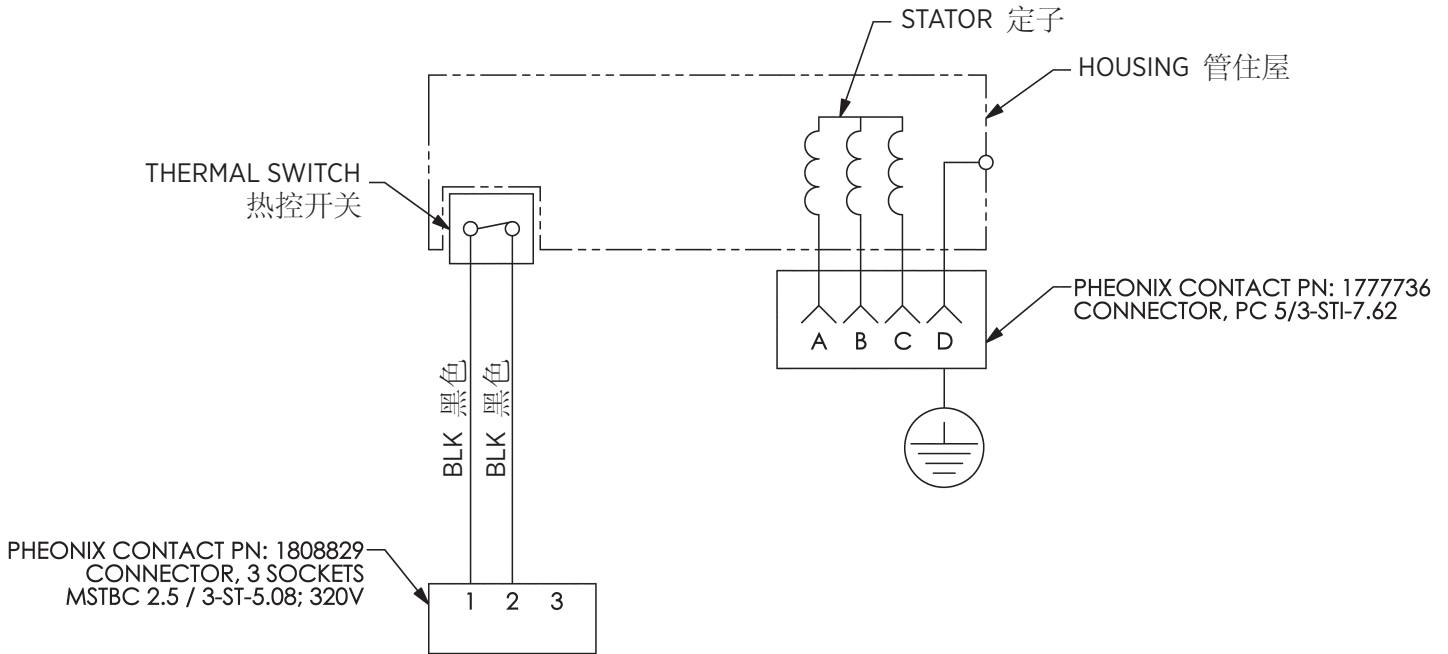 STATOR 定子
HOUSING 管住屋
THERMAL SWITCH
热控开关
PHEONIX CONTACT PN: 1777736
CONNECTOR, PC 5/3-STI-7.62
A B C D
BLK 黑色
BLK 黑色
PHEONIX CONTACT PN: 1808829
CONNECTOR, 3 SOCKETS
MSTBC 2.5 / 3-ST-5.08; 320V
1 2 3